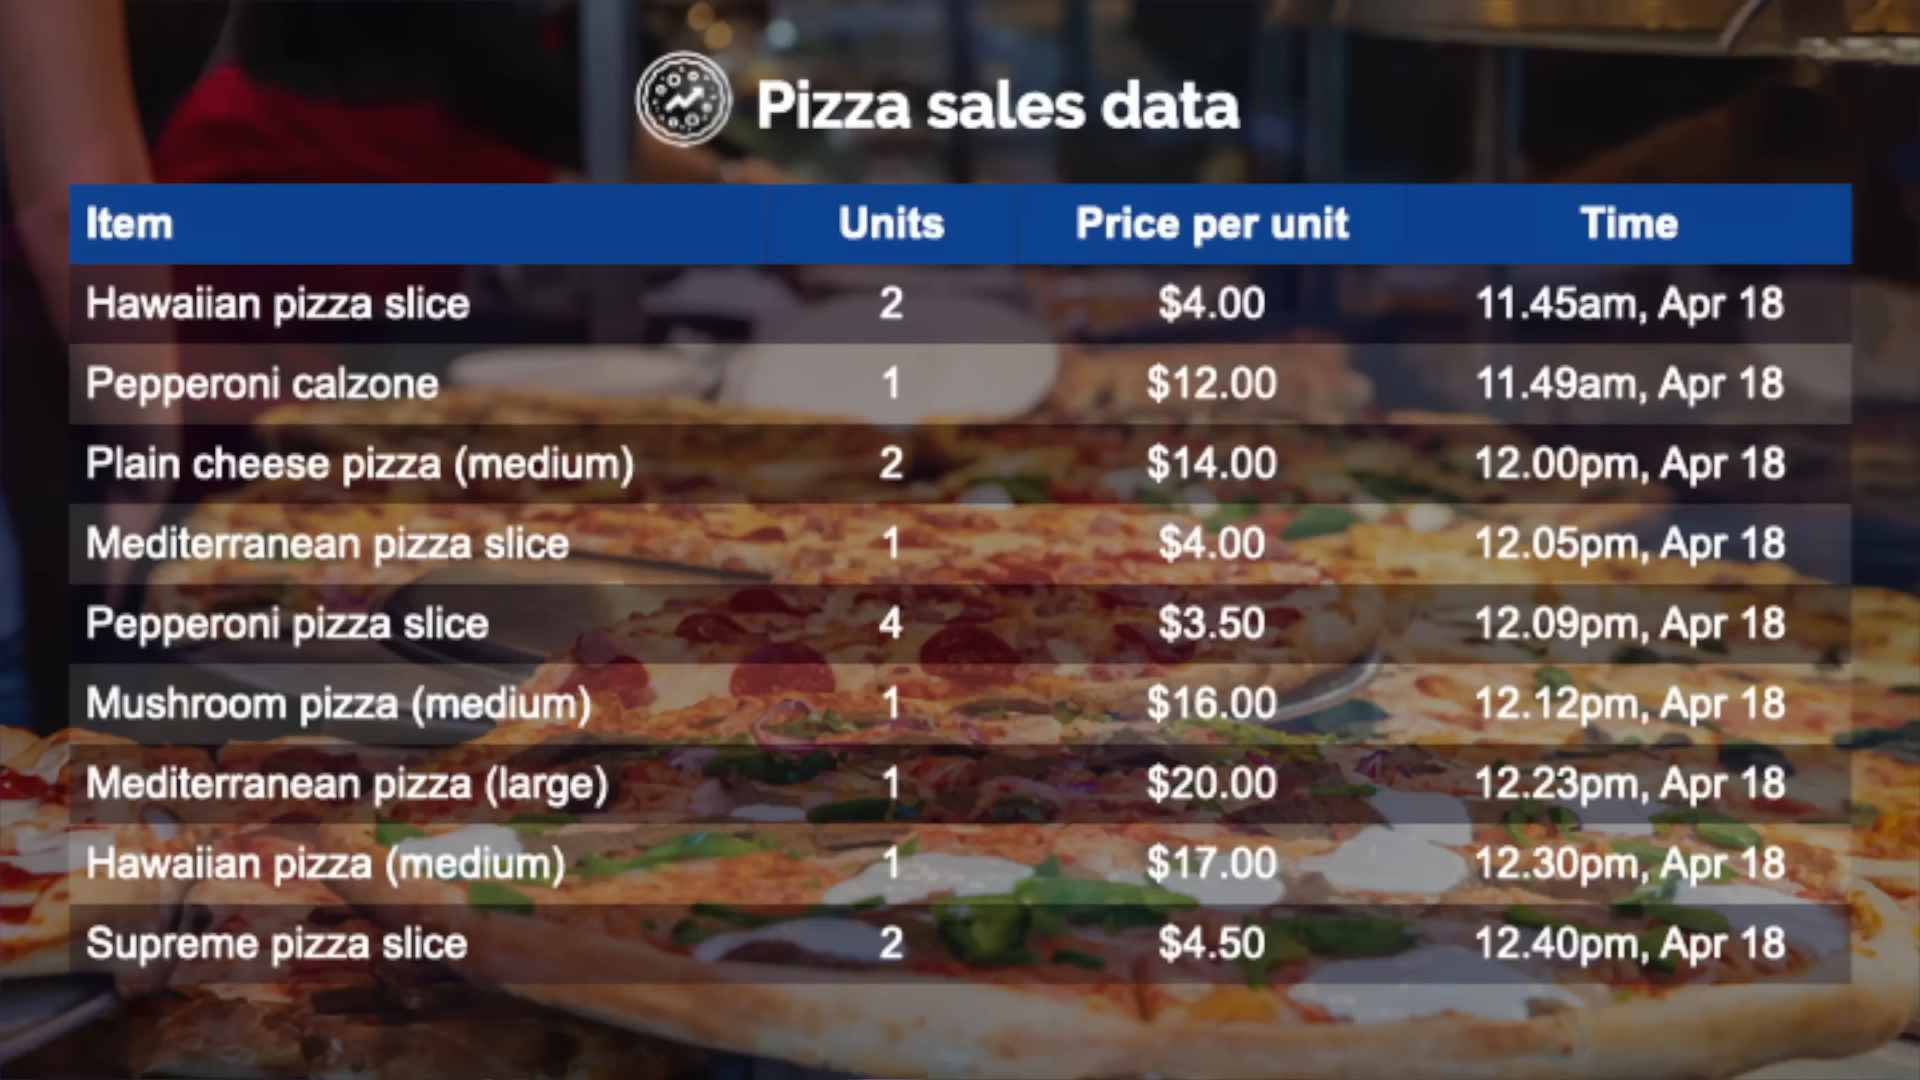 Pizza sales data
Item Units Price per unit Time
Hawaiian pizza slice 2 $4.00 11.45am, Apr 18
Pepperoni calzone 1 $12.00 11.49am, Apr 18
Plain cheese pizza (medium) 2 $14.00 12.00pm, Apr 18
Mediterranean pizza slice 1 $4.00 12.05pm, Apr 18
Pepperoni pizza slice 4 $3.50 12.09pm, Apr 18
Mushroom pizza (medium) 1 $16.00 12.12pm, Apr 18
Mediterranean pizza (large) 1 $20.00 12.23pm, Apr 18
Hawaiian pizza (medium) 1 $17.00 12.30pm, Apr 18
Supreme pizza slice 2 $4.50 12.40pm, Apr 18